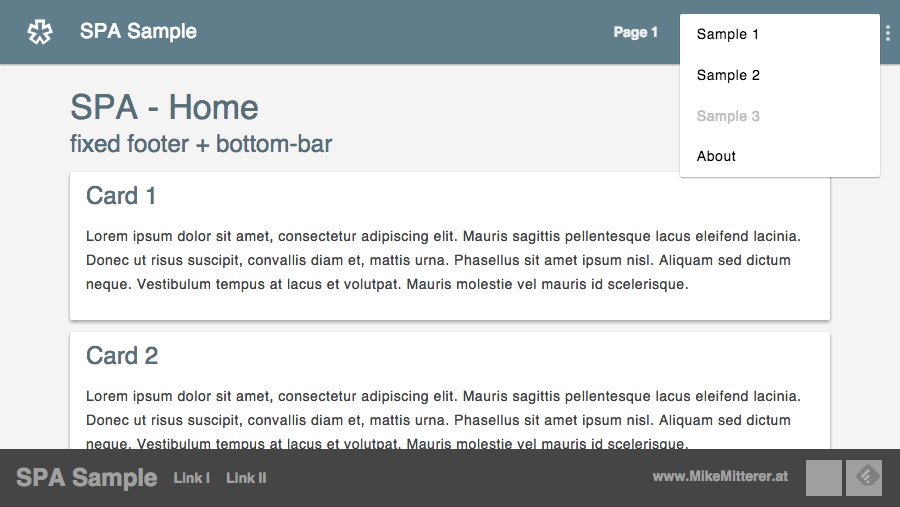 SPA Sample
Page 1
Sample 1
Sample 2
Sample 3
About
SPA - Home
fixed footer + bottom-bar
Card 1
Lorem ipsum dolor sit amet, consectetur adipiscing elit. Mauris sagittis pellentesque lacus eleifend lacinia.
Donec ut risus suscipit, convallis diam et, mattis urna. Phasellus sit amet ipsum nisl. Aliquam sed dictum
neque. Vestibulum tempus at lacus et volutpat. Mauris molestie vel mauris id scelerisque.
Card 2
Lorem ipsum dolor sit amet, consectetur adipiscing elit. Mauris sagittis pellentesque lacus eleifend lacinia.
Donec ut risus suscipit, convallis diam et, mattis urna. Phasellus sit amet ipsum nisl. Aliquam sed dictum
neque. Vestibulum tempus at lacus et volutpat. Mauris molestie vel mauris id scelerisque.
SPA Sample
Link I
Link II
www.MikeMitterer.at